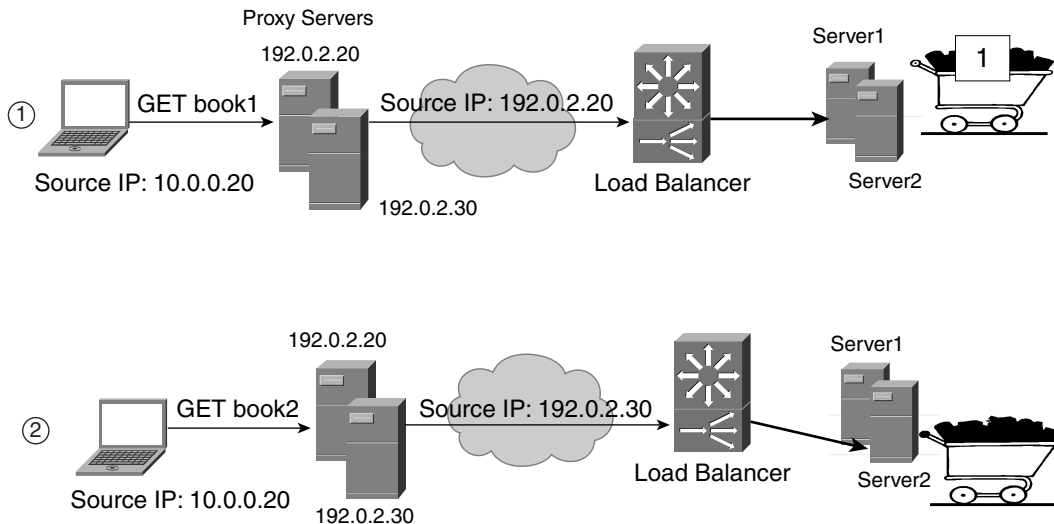 Proxy Servers
192.0.2.20
Server1
1
1
GET book1
Source IP: 192.0.2.20
Source IP: 10.0.0.20
Load Balancer
Server2
192.0.2.30
192.0.2.20
Server1
2
GET book2
Source IP: 192.0.2.30
Load Balancer
Server2
Source IP: 10.0.0.20
192.0.2.30